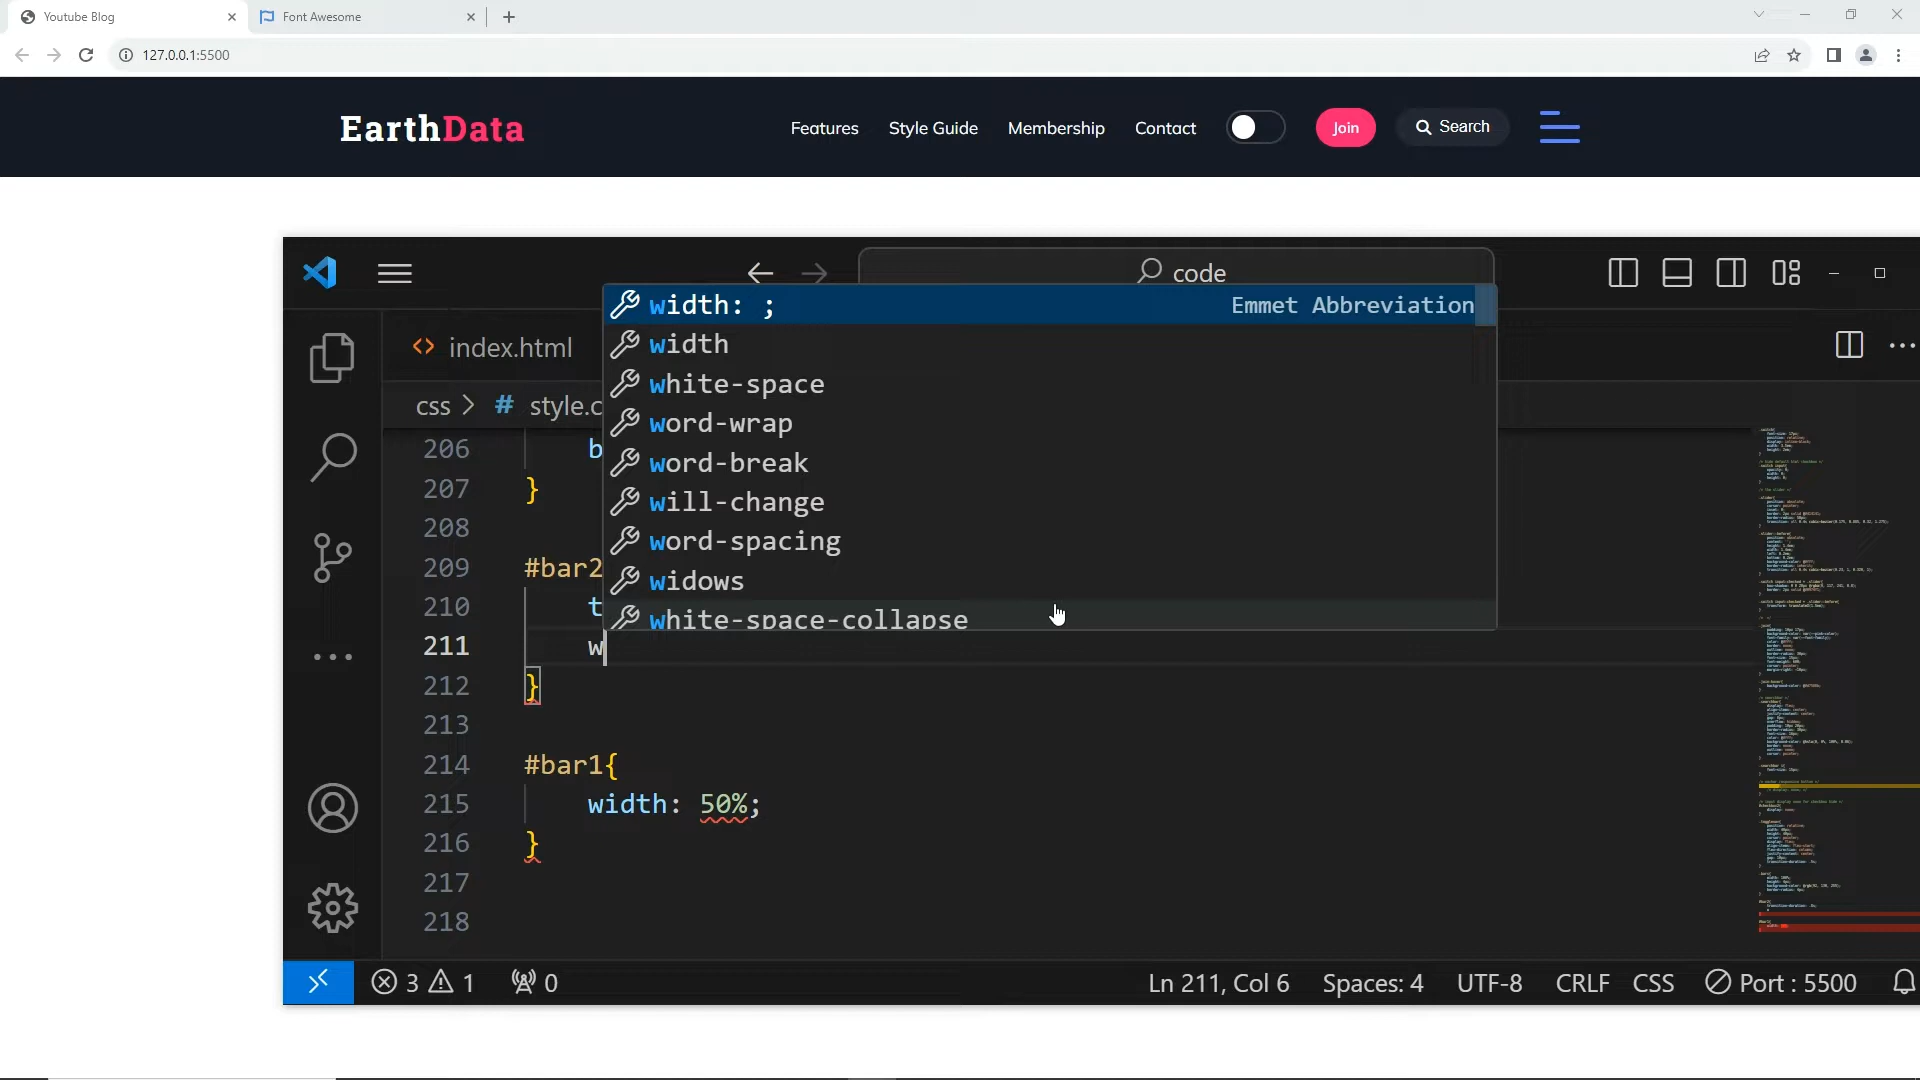 Youtube Blog
Font Awesome
127.0.0.1:5500
EarthData
Features
Style Guide
Membership
Contact
Join
Search
code
index.html
css > # style.c
width: ; Emmet Abbreviation
width
white-space
word-wrap
word-break
will-change
word-spacing
widows
white-space-collapse
206 b
207 }
208
209 #bar2
210 t
211 w
212 }
213
214 #bar1{
215 width: 50%;
216 }
217
218
3 1 0
Ln 211, Col 6 Spaces: 4 UTF-8 CRLF CSS Port : 5500